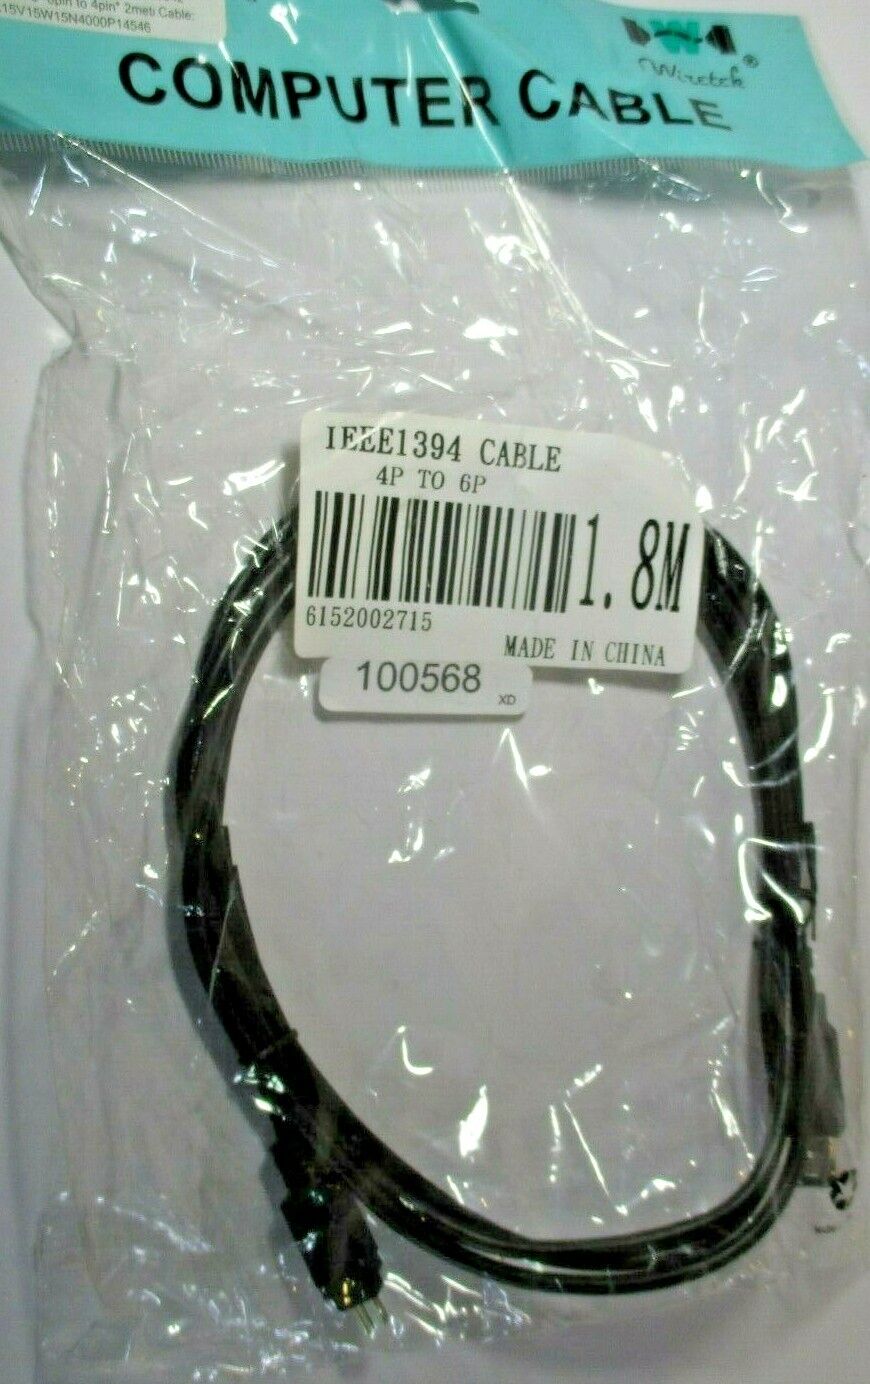 6pin to 4pin" 2meti Cable:
15V15W15N4000P14546
W
Wiretek®
COMPUTER CABLE
IEEE1394 CABLE
4P TO 6P
1.8M
6152002715
MADE IN CHINA
100568
XD